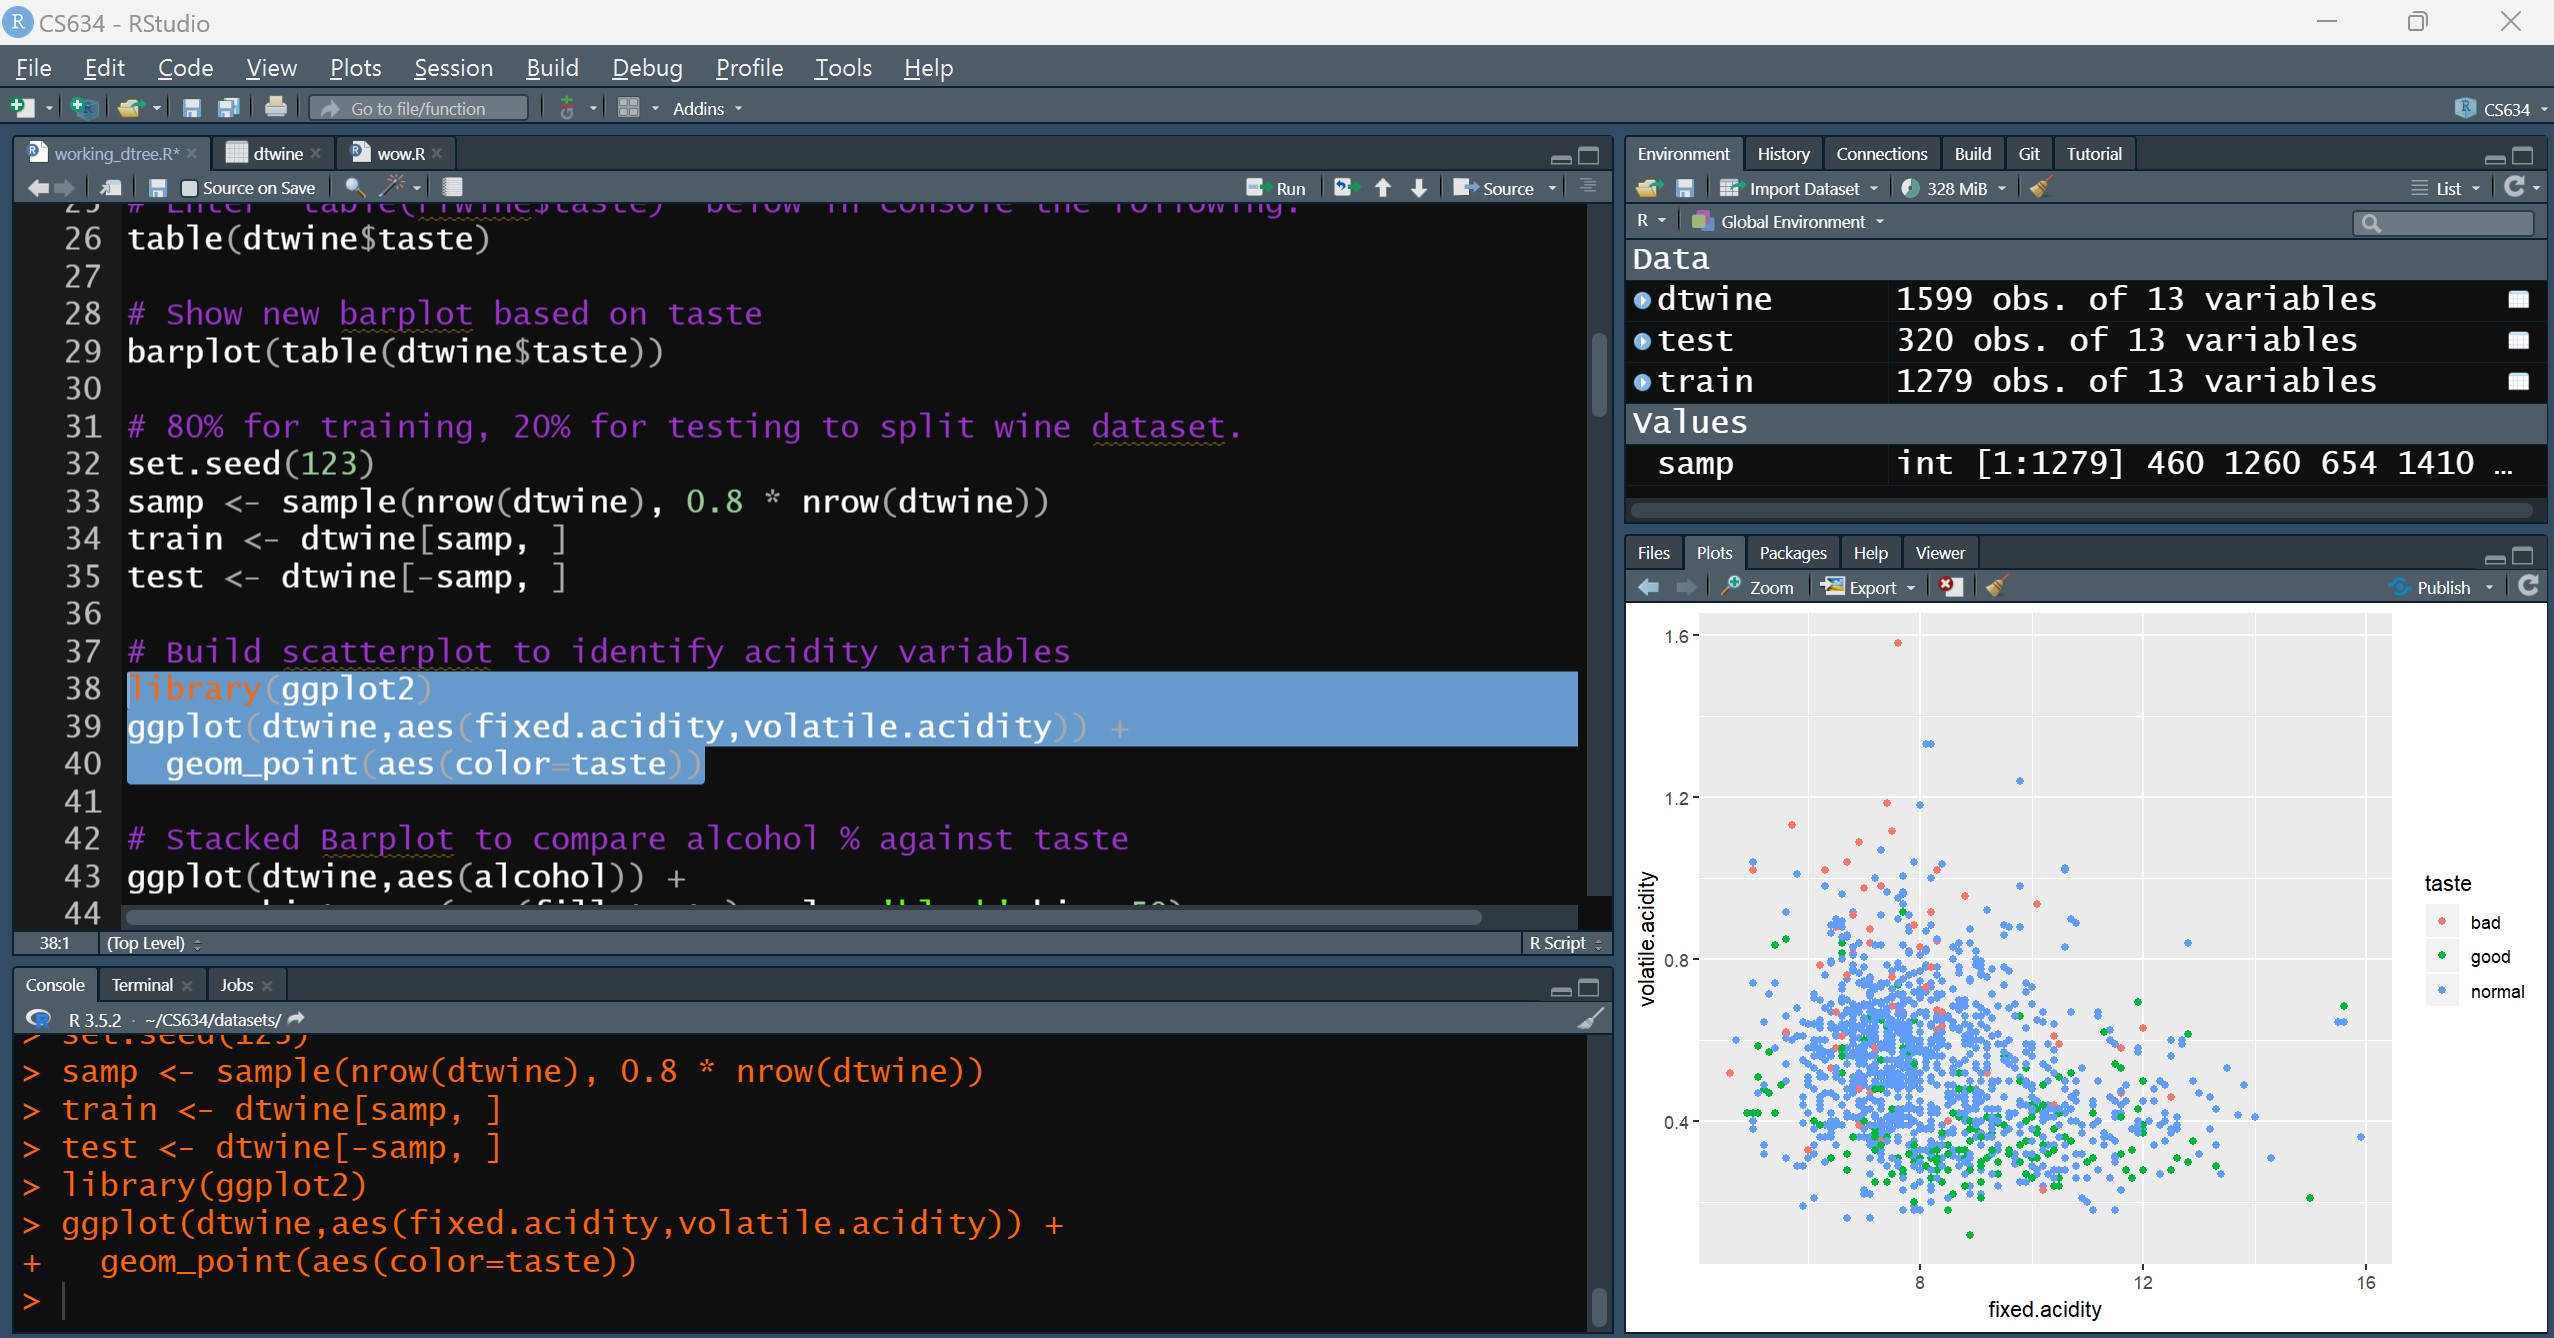 CS634 - RStudio
File Edit Code View Plots Session Build Debug Profile Tools Help
Go to file/function Addins CS634
working_dtree.R* dtwine wow.R
Source on Save Run Source
26 table(dtwine$taste)
27
28 # Show new barplot based on taste
29 barplot(table(dtwine$taste))
30
31 # 80% for training, 20% for testing to split wine dataset.
32 set.seed(123)
33 samp <- sample(nrow(dtwine), 0.8 * nrow(dtwine))
34 train <- dtwine[samp, ]
35 test <- dtwine[-samp, ]
36
37 # Build scatterplot to identify acidity variables
38 library(ggplot2)
39 ggplot(dtwine,aes(fixed.acidity,volatile.acidity)) +
40 geom_point(aes(color=taste))
41
42 # Stacked Barplot to compare alcohol % against taste
43 ggplot(dtwine,aes(alcohol)) +
44
38:1 (Top Level) R Script
Console Terminal Jobs
R 3.5.2 · ~/CS634/datasets/
> set.seed(123)
> samp <- sample(nrow(dtwine), 0.8 * nrow(dtwine))
> train <- dtwine[samp, ]
> test <- dtwine[-samp, ]
> library(ggplot2)
> ggplot(dtwine,aes(fixed.acidity,volatile.acidity)) +
+ geom_point(aes(color=taste))
>
Environment History Connections Build Git Tutorial
Import Dataset 328 MiB List
R Global Environment
Data
dtwine 1599 obs. of 13 variables
test 320 obs. of 13 variables
train 1279 obs. of 13 variables
Values
samp int [1:1279] 460 1260 654 1410 ...
Files Plots Packages Help Viewer
Zoom Export Publish
1.6
1.2
0.8
0.4
volatile.acidity
8 12 16
fixed.acidity
taste
bad
good
normal